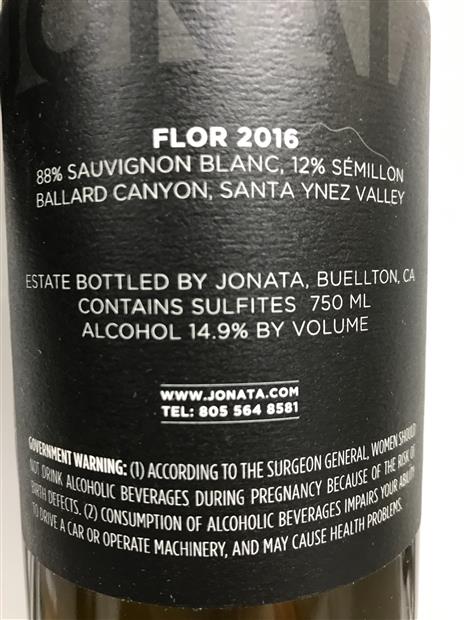 FLOR 2016
88% SAUVIGNON BLANC, 12% SÉMILLON
BALLARD CANYON, SANTA YNEZ VALLEY
ESTATE BOTTLED BY JONATA, BUELLTON, CA
CONTAINS SULFITES 750 ML
ALCOHOL 14.9% BY VOLUME
WWW.JONATA.COM
TEL: 805 564 8581
GOVERNMENT WARNING: (1) ACCORDING TO THE SURGEON GENERAL, WOMEN SHOULD
NOT DRINK ALCOHOLIC BEVERAGES DURING PREGNANCY BECAUSE OF THE RISK OF
BIRTH DEFECTS. (2) CONSUMPTION OF ALCOHOLIC BEVERAGES IMPAIRS YOUR ABILITY
TO DRIVE A CAR OR OPERATE MACHINERY, AND MAY CAUSE HEALTH PROBLEMS.